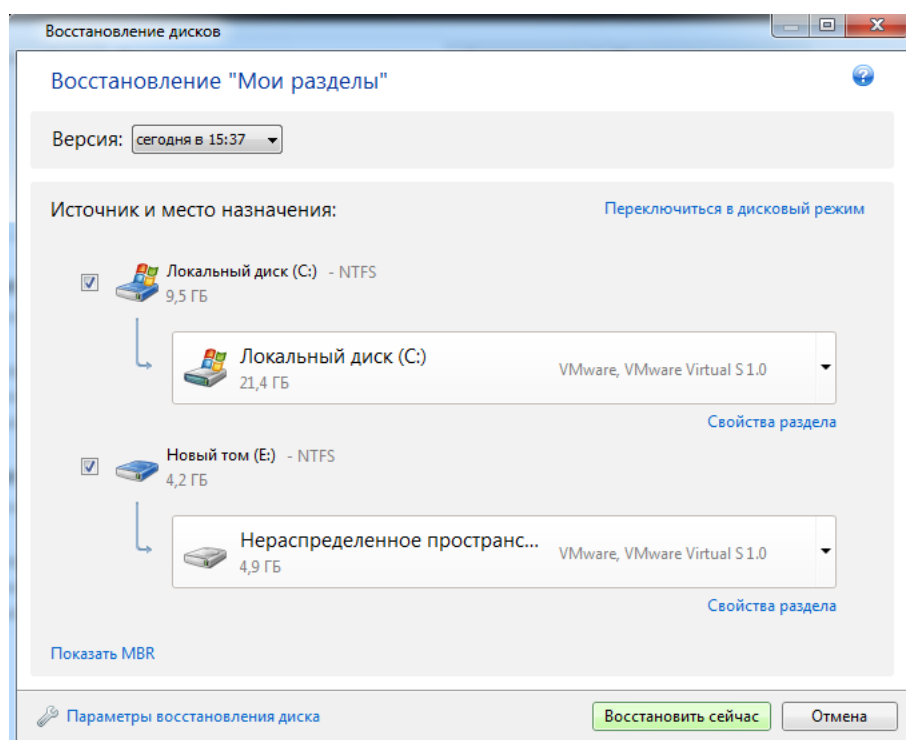 Восстановление дисков
Восстановление "Мои разделы"
Версия: сегодня в 15:37
Источник и место назначения: Переключиться в дисковый режим
Локальный диск (C:) - NTFS
9,5 ГБ
Локальный диск (C:)
21,4 ГБ
VMware, VMware Virtual S 1.0
Свойства раздела
Новый том (E:) - NTFS
4,2 ГБ
Нераспределенное пространс...
4,9 ГБ
VMware, VMware Virtual S 1.0
Свойства раздела
Показать MBR
Параметры восстановления диска Восстановить сейчас Отмена